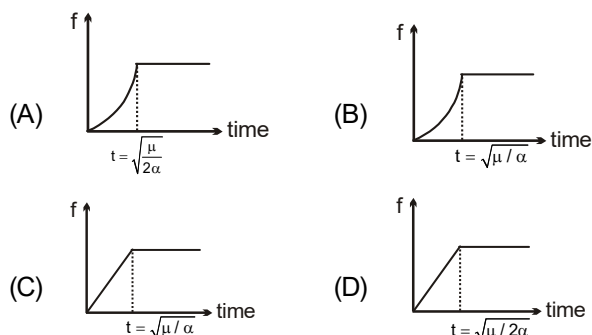 f
(A)
time
t = √(μ/2α)
f
(B)
time
t = √μ / α
f
(C)
time
t = √μ / α
f
(D)
time
t = √μ / 2α